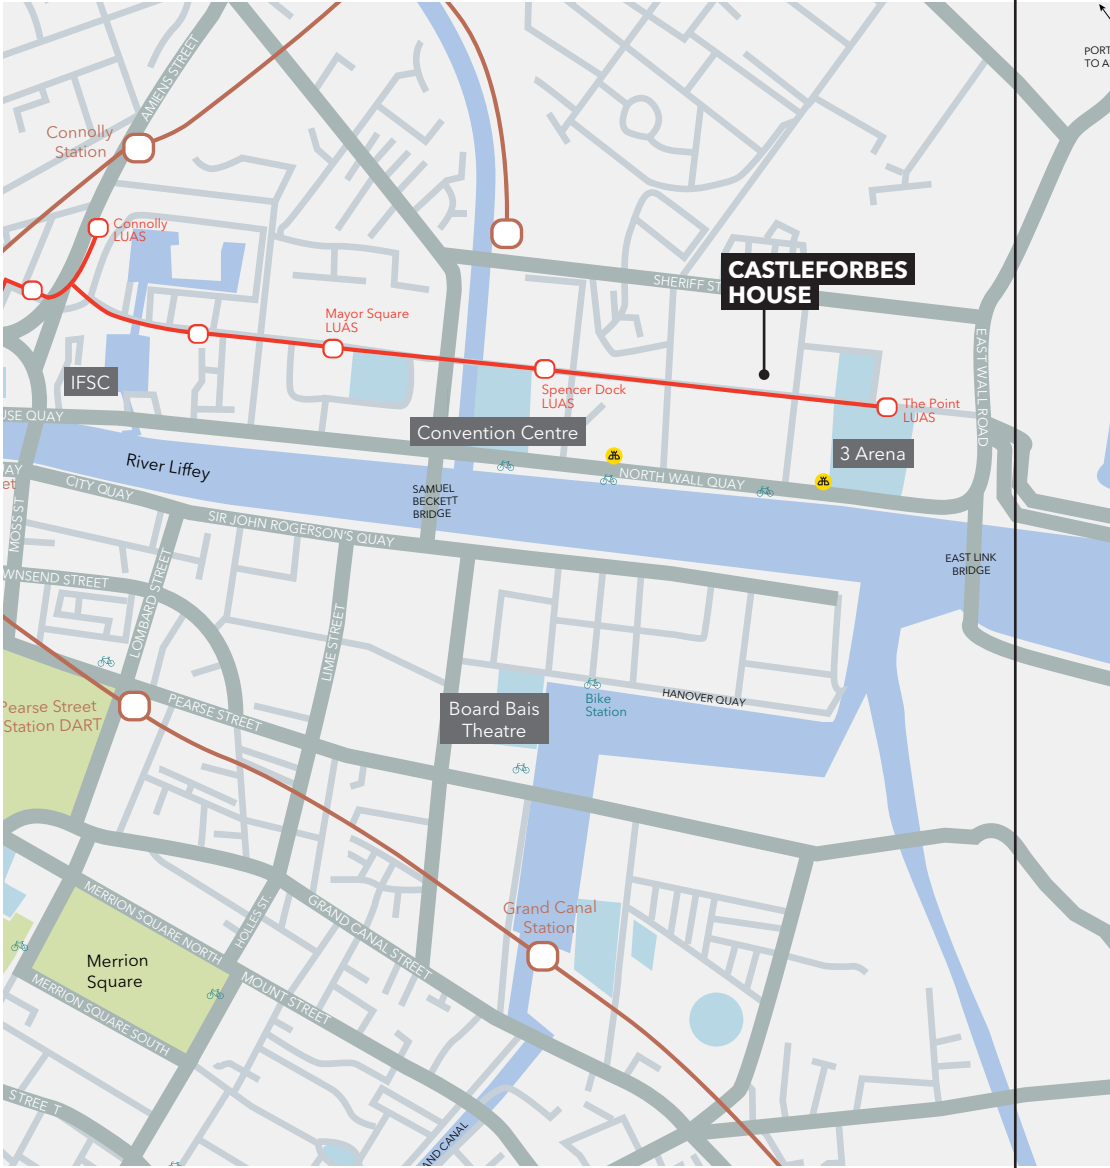 PORT
TO A
AMIENS STREET
Connolly
Station
Connolly
LUAS
SHERIFF ST
CASTLEFORBES
HOUSE
Mayor Square
LUAS
EAST WALL ROAD
IFSC
Spencer Dock
LUAS
The Point
LUAS
USE QUAY
Convention Centre
3 Arena
River Liffey
NORTH WALL QUAY
AY
et
CITY QUAY
SAMUEL
BECKETT
BRIDGE
MOSS ST
SIR JOHN ROGERSON'S QUAY
EAST LINK
BRIDGE
WNSEND STREET
LOMBARD STREET
LIME STREET
Pearse Street
Station DART
PEARSE STREET
Board Bais
Theatre
Bike
Station
HANOVER QUAY
MERRION SQUARE NORTH
HOLLES ST.
GRAND CANAL STREET
Grand Canal
Station
Merrion
Square
MOUNT STREET
MERRION SQUARE SOUTH
STREE T
AND CANAL